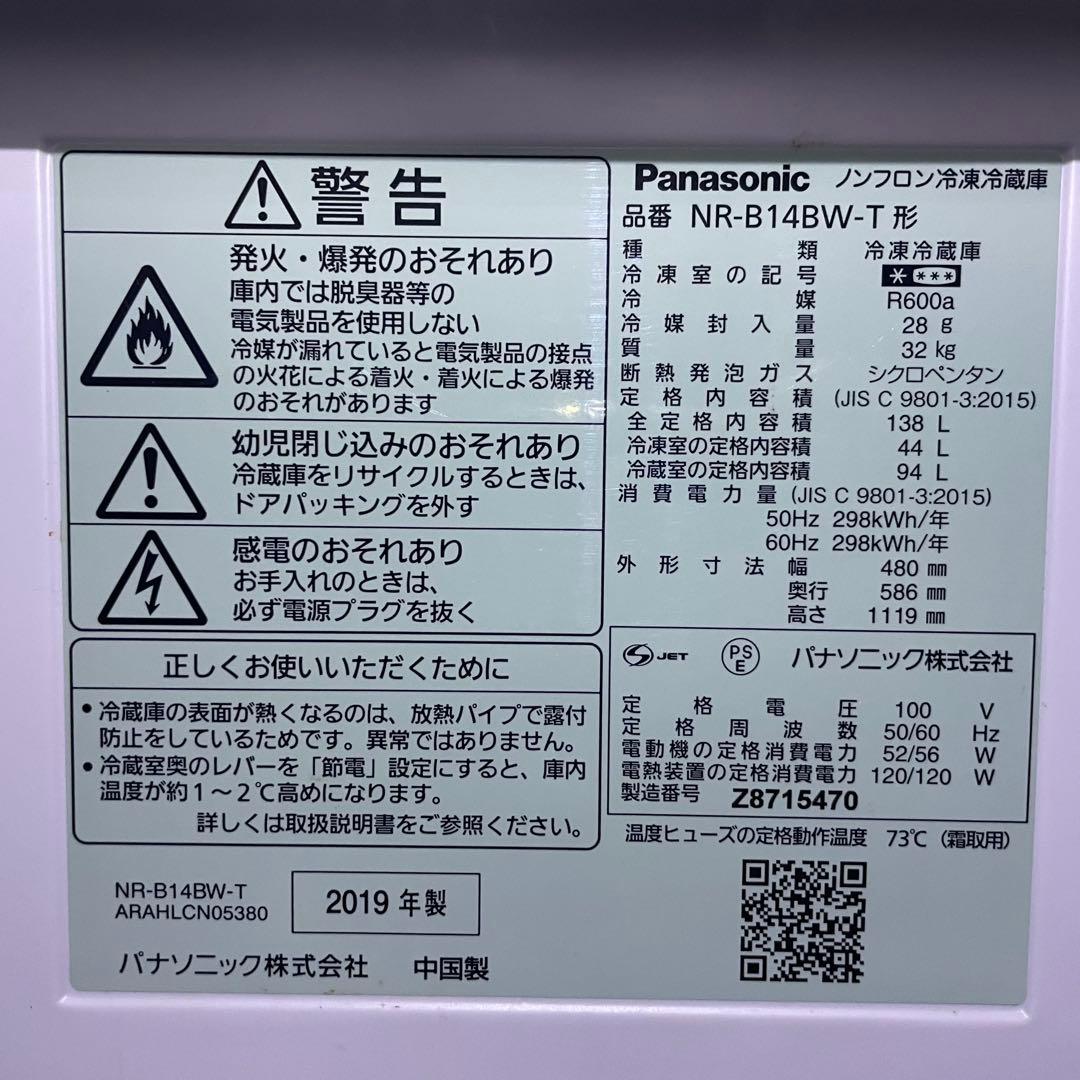 警告
発火・爆発のおそれあり
庫内では脱臭器等の
電気製品を使用しない
冷媒が漏れていると電気製品の接点
の火花による着火・着火による爆発
のおそれがあります
幼児閉じ込みのおそれあり
冷蔵庫をリサイクルするときは、
ドアパッキングを外す
感電のおそれあり
お手入れのときは、
必ず電源プラグを抜く
正しくお使いいただくために
• 冷蔵庫の表面が熱くなるのは、放熱パイプで露付
防止をしているためです。異常ではありません。
• 冷蔵室奥のレバーを「節電」設定にすると、庫内
温度が約1～2℃高めになります。
詳しくは取扱説明書をご参照ください。
NR-B14BW-T
ARAHLCN05380
2019 年製
パナソニック株式会社 中国製
Panasonic ノンフロン冷凍冷蔵庫
品番 NR-B14BW-T 形
種類 冷凍冷蔵庫
冷凍室の記号 * ***
冷媒 R600a
冷媒封入量 28 g
質量 32 kg
断熱発泡ガス シクロペンタン
定格内容積 (JIS C 9801-3:2015)
全定格内容積 138 L
冷凍室の定格内容積 44 L
冷蔵室の定格内容積 94 L
消費電力量 (JIS C 9801-3:2015)
50Hz 298kWh/年
60Hz 298kWh/年
外形寸法 幅 480 mm
奥行 586 mm
高さ 1119 mm
S JET PS E パナソニック株式会社
定格電圧 100 V
定格周波数 50/60 Hz
電動機の定格消費電力 52/56 W
電熱装置の定格消費電力 120/120 W
製造番号 Z8715470
温度ヒューズの定格動作温度 73℃（霜取用）